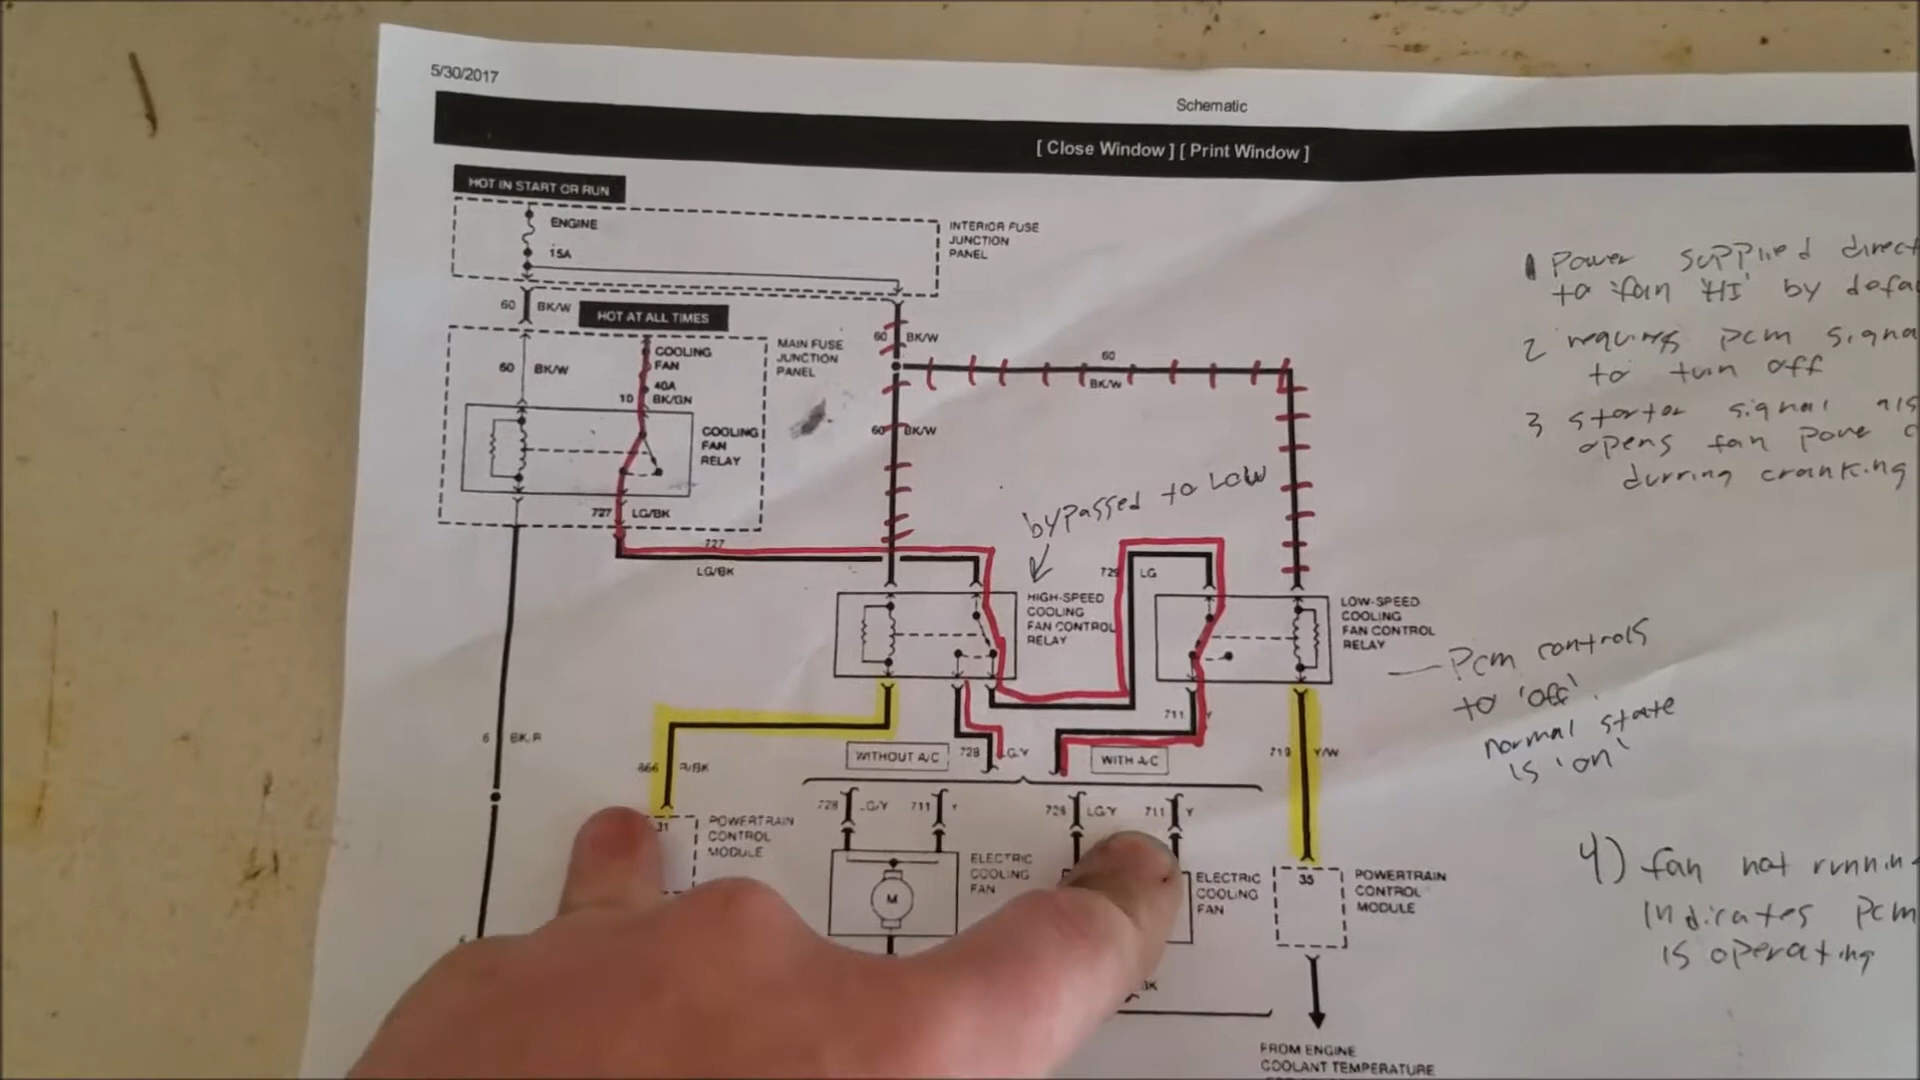 5/30/2017
Schematic
[ Close Window ] [ Print Window ]
HOT IN START OR RUN
ENGINE
15A
INTERIOR FUSE
JUNCTION
PANEL
60 BK/W
HOT AT ALL TIMES
60 BK/W
60
BK/W
MAIN FUSE
JUNCTION
PANEL
COOLING
FAN
40A
10 BK/GN
60 BK/W
COOLING
FAN
RELAY
60 BK/W
727 LG/BK
727
LG/BK
bypassed to Low
729 LG
HIGH-SPEED
COOLING
FAN CONTROL
RELAY
LOW-SPEED
COOLING
FAN CONTROL
RELAY
1 Power supplied direct
to fan 'HI' by defa
2 requires pcm signa
to turn off
3 startor signal als
opens fan power
durring cranking
Pcm controls
to 'off'.
normal state
is 'on'
6
711 Y
WITHOUT A/C
728
WITH A/C
719 Y/W
866 R/BK
728 LG/Y
711 Y
728 LG/Y
711 Y
31
POWERTRAIN
CONTROL
MODULE
M
ELECTRIC
COOLING
FAN
ELECTRIC
COOLING
FAN
35
POWERTRAIN
CONTROL
MODULE
4) fan not runnin
Indicates Pcm
is operating
BK
FROM ENGINE
COOLANT TEMPERATURE